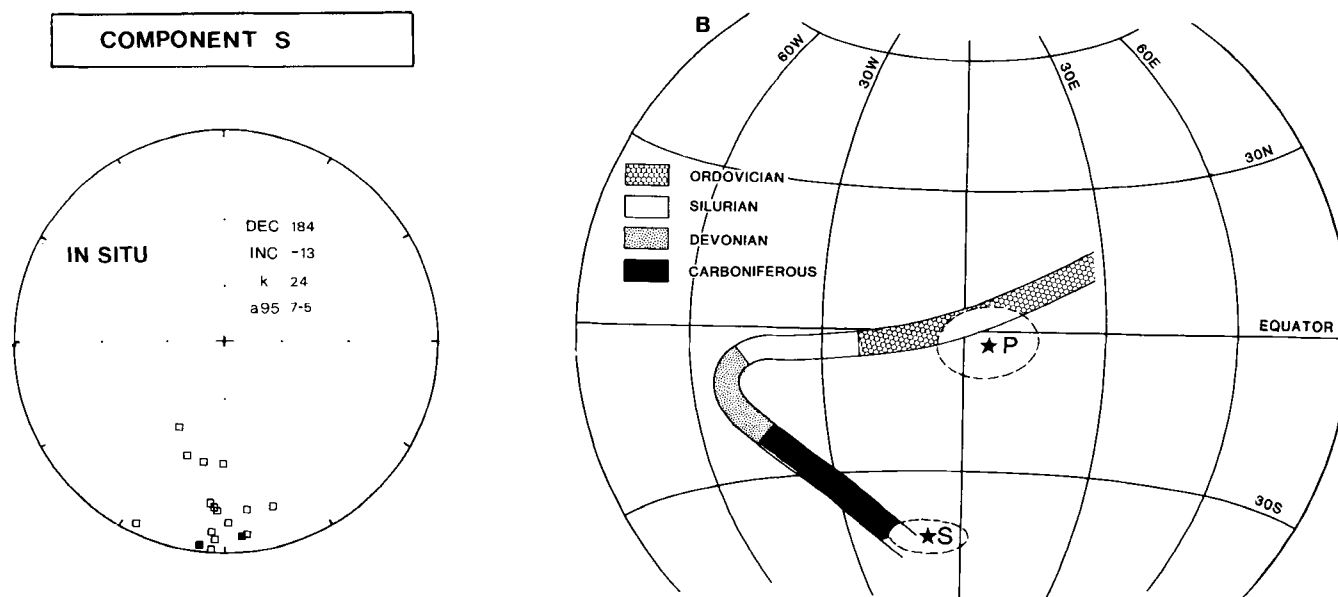 COMPONENT S
IN SITU
DEC 184
INC -13
k 24
a95 7-5
B
60W
30W
30E
60E
30N
ORDOVICIAN
SILURIAN
DEVONIAN
CARBONIFEROUS
EQUATOR
P
30S
S